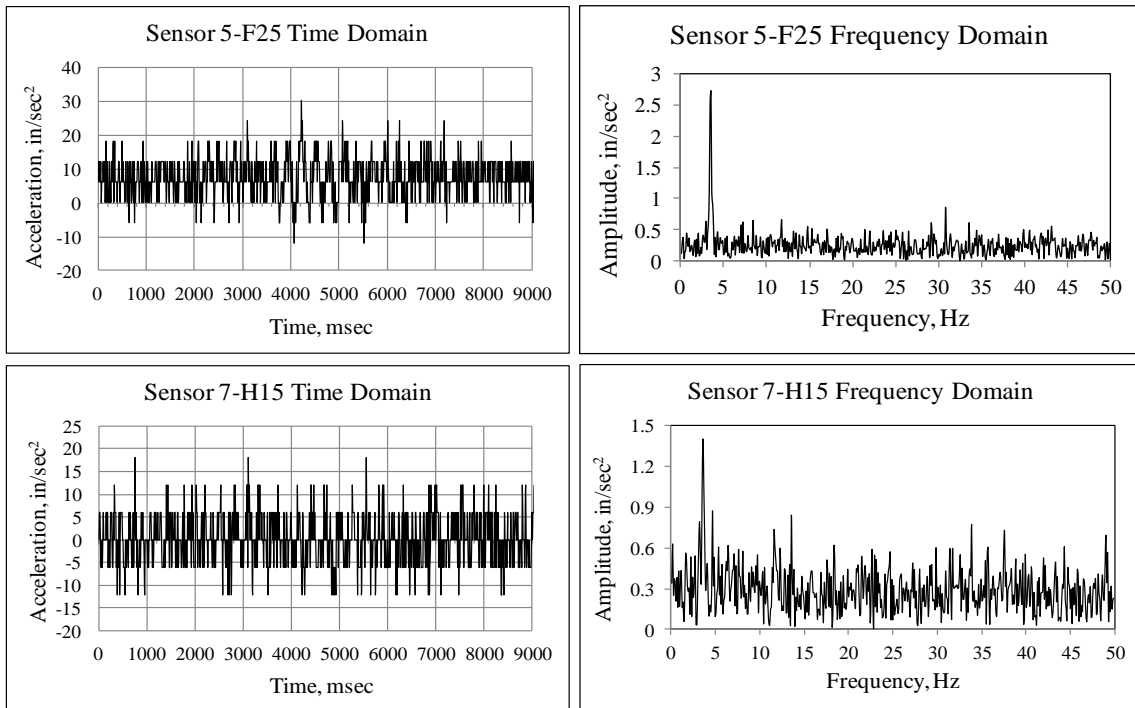 Sensor 5-F25 Time Domain
Acceleration, in/sec²
40
30
20
10
0
-10
-20
0 1000 2000 3000 4000 5000 6000 7000 8000 9000
Time, msec
Sensor 5-F25 Frequency Domain
Amplitude, in/sec²
3
2.5
2
1.5
1
0.5
0
0 5 10 15 20 25 30 35 40 45 50
Frequency, Hz
Sensor 7-H15 Time Domain
Acceleration, in/sec²
25
20
15
10
5
0
-5
-10
-15
-20
0 1000 2000 3000 4000 5000 6000 7000 8000 9000
Time, msec
Sensor 7-H15 Frequency Domain
Amplitude, in/sec²
1.5
1.2
0.9
0.6
0.3
0
0 5 10 15 20 25 30 35 40 45 50
Frequency, Hz